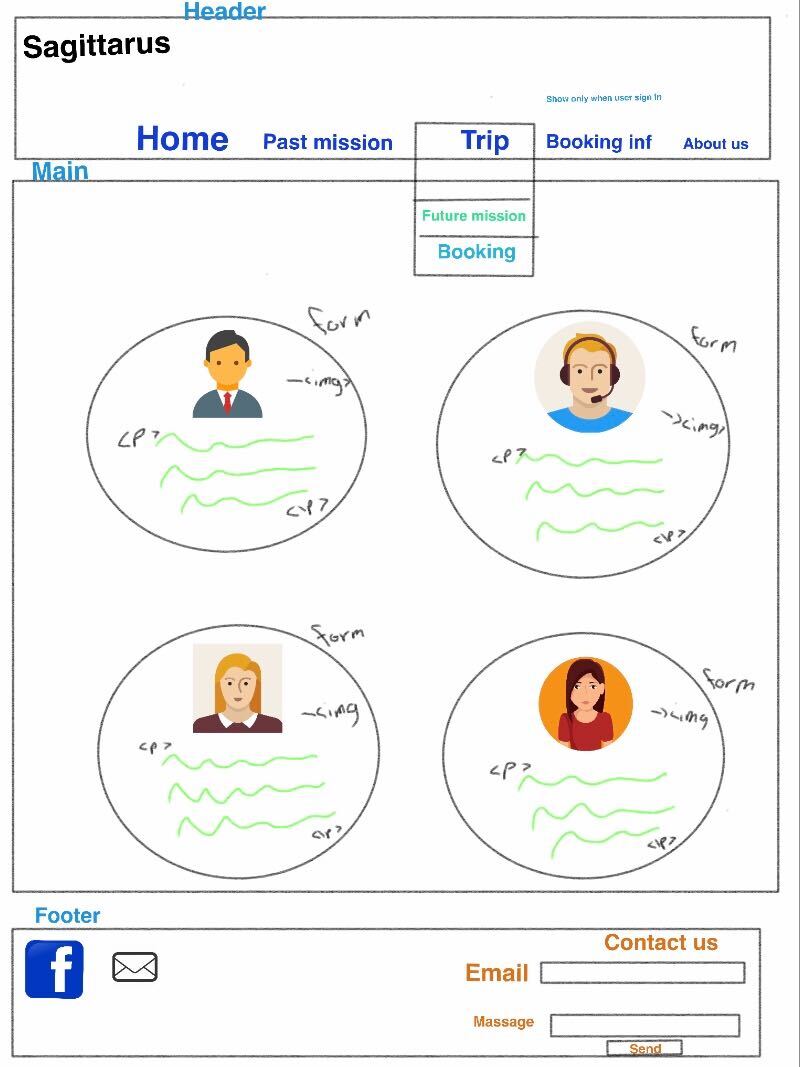 Header
Sagittarus
Show only when user sign in
Home Past mission Trip Booking inf About us
Main
Future mission
Booking
form
<img>
<P>
<\P>
form
<img>
<P>
<\P>
form
<img
<P>
<\P>
form
<img
<P>
<\P>
Footer
f
Contact us
Email
Massage
Send